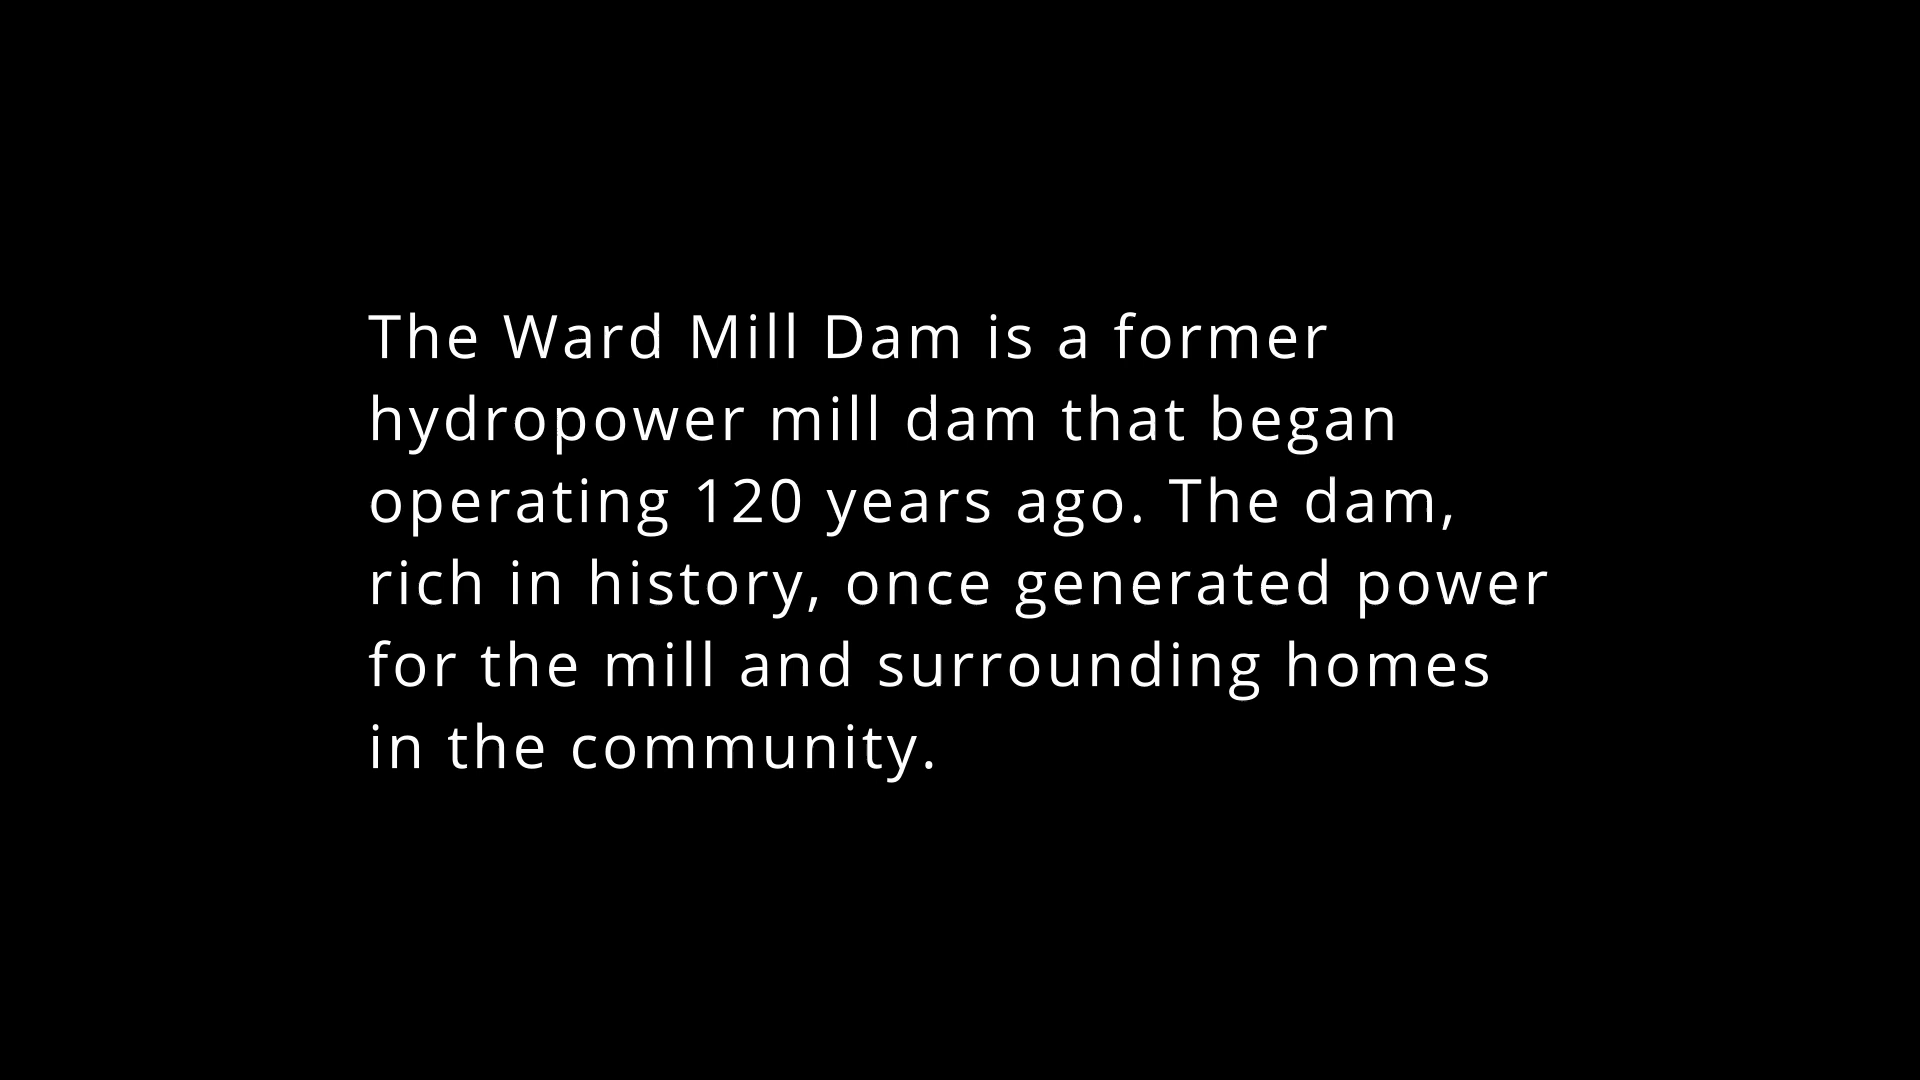 The Ward Mill Dam is a former
hydropower mill dam that began
operating 120 years ago. The dam,
rich in history, once generated power
for the mill and surrounding homes
in the community.